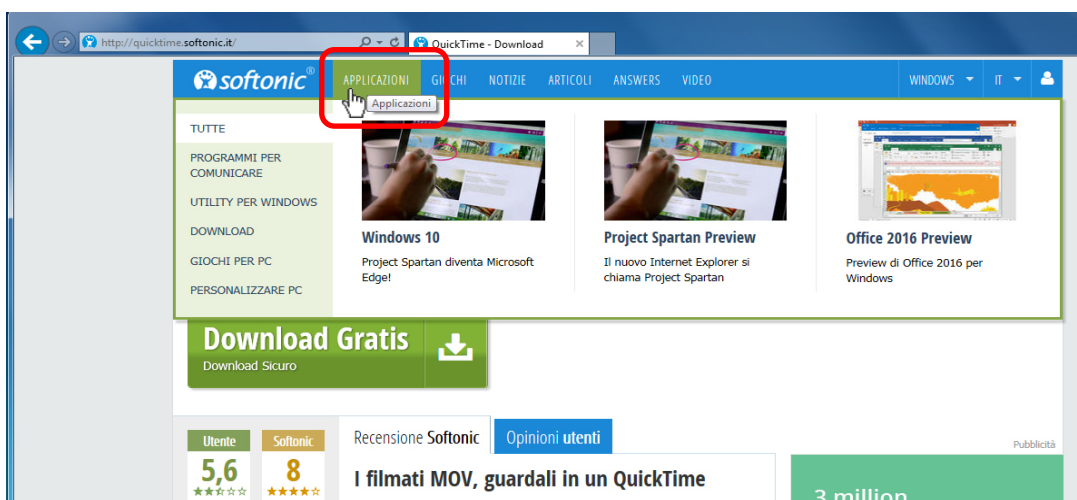 http://quicktime.softonic.it/
QuickTime - Download
softonic®
APPLICAZIONI
GIOCHI
NOTIZIE
ARTICOLI
ANSWERS
VIDEO
WINDOWS
IT
Applicazioni
TUTTE
PROGRAMMI PER
COMUNICARE
UTILITY PER WINDOWS
DOWNLOAD
GIOCHI PER PC
PERSONALIZZARE PC
Windows 10
Project Spartan diventa Microsoft
Edge!
Project Spartan Preview
Il nuovo Internet Explorer si
chiama Project Spartan
Office 2016 Preview
Preview di Office 2016 per
Windows
Download Gratis
Download Sicuro
Utente
5,6
Softonic
8
Recensione Softonic
Opinioni utenti
I filmati MOV, guardali in un QuickTime
Pubblicità
3 million